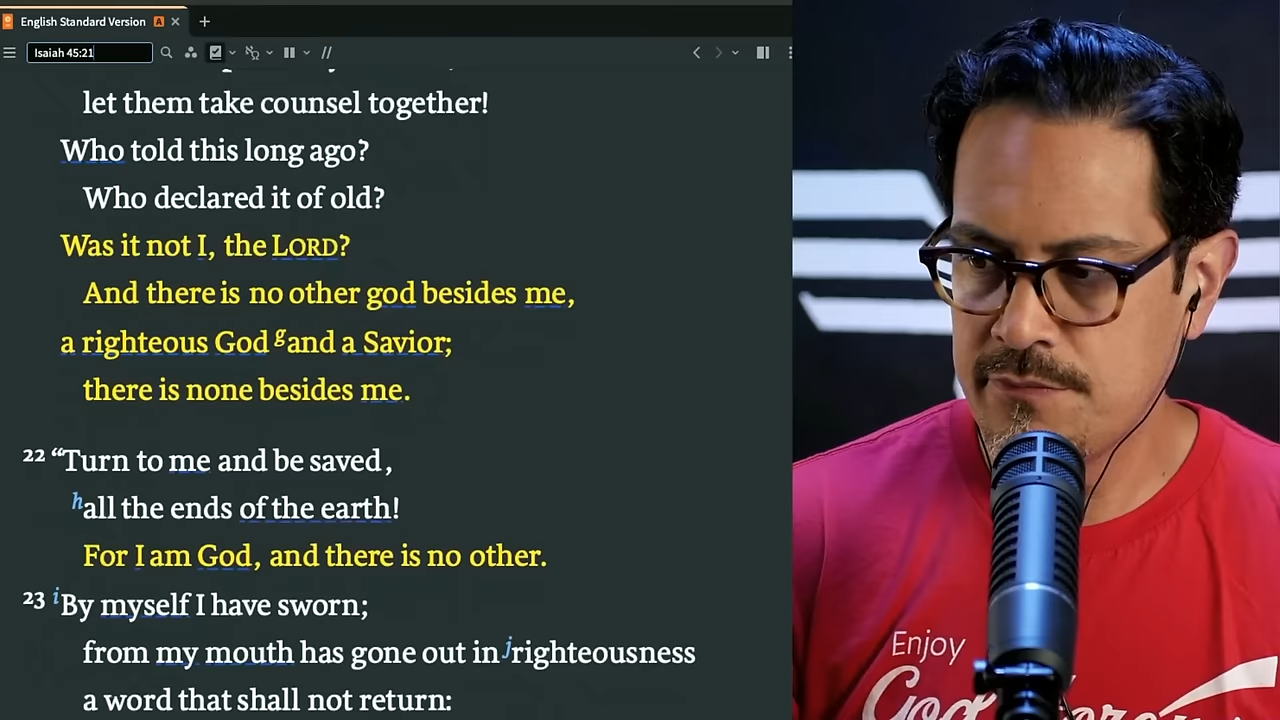 English Standard Version A
Isaiah 45:21
let them take counsel together!
Who told this long ago?
Who declared it of old?
Was it not I, the LORD?
And there is no other god besides me,
a righteous God g and a Savior;
there is none besides me.
22 “Turn to me and be saved,
h all the ends of the earth!
For I am God, and there is no other.
23 i By myself I have sworn;
from my mouth has gone out in j righteousness
a word that shall not return:
Enjoy
God